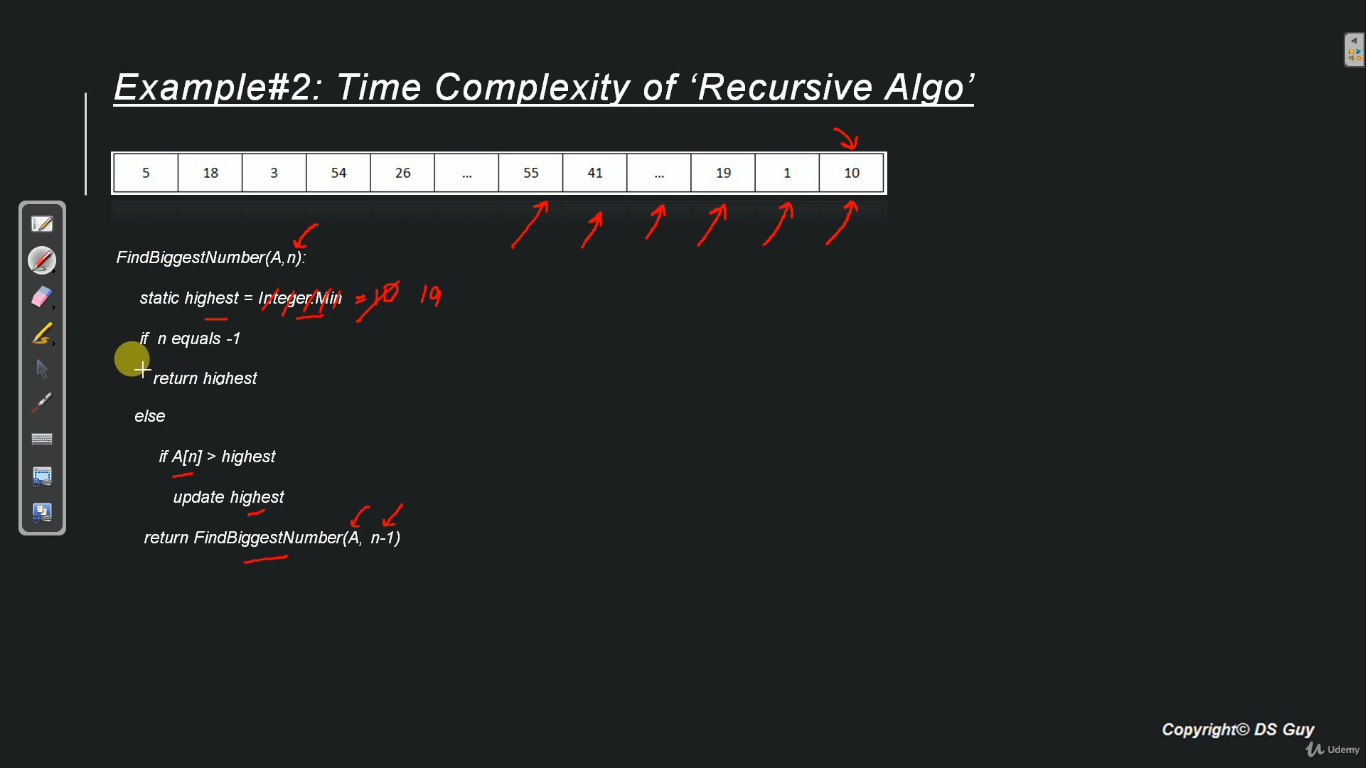 Example#2: Time Complexity of ‘Recursive Algo’
5 18 3 54 26 ... 55 41 ... 19 1 10
FindBiggestNumber(A,n):
static highest = Integer.Min = 10 19
if n equals -1
return highest
else
if A[n] > highest
update highest
return FindBiggestNumber(A, n-1)
Copyright© DS Guy
Udemy